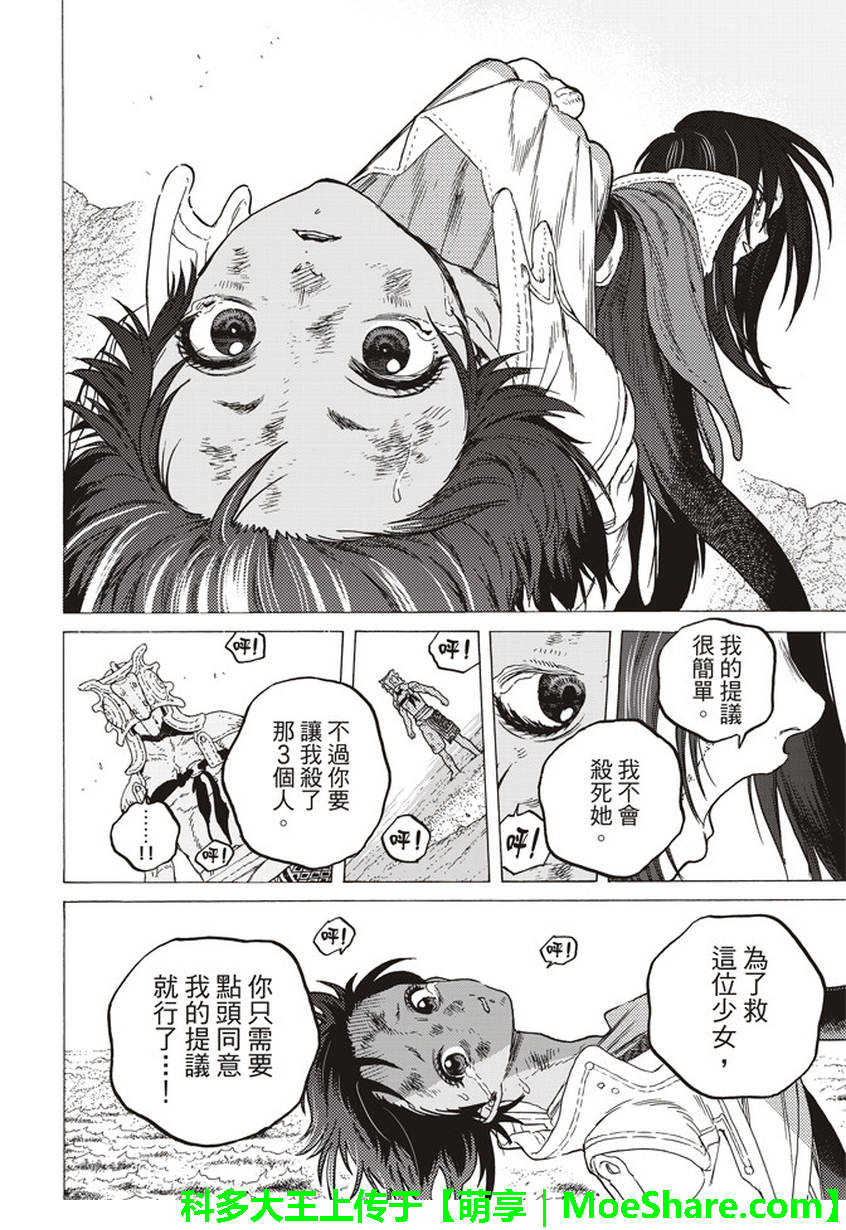 我的提議
很簡單。
我不會
殺死她。
呼！
呼！
呼！
不過你要
讓我殺了
那3個人。
呼！
……!!
呼！
為了救
這位少女，
呼！
呼！
你只需要
點頭同意
我的提議
就行了…！
科多大王上传于【萌享｜MoeShare.com】